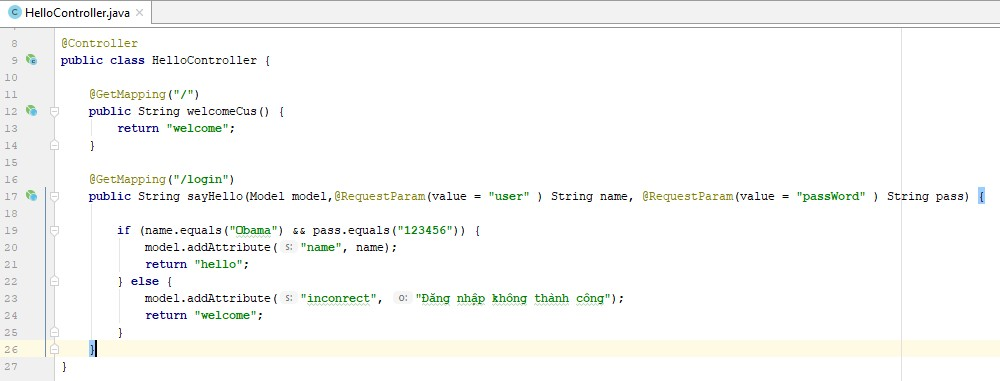 HelloController.java
8 @Controller
9 public class HelloController {
10
11 @GetMapping("/")
12 public String welcomeCus() {
13 return "welcome";
14 }
15
16 @GetMapping("/login")
17 public String sayHello(Model model,@RequestParam(value = "user" ) String name, @RequestParam(value = "passWord" ) String pass) {
18
19 if (name.equals("Obama") && pass.equals("123456")) {
20 model.addAttribute( s: "name", name);
21 return "hello";
22 } else {
23 model.addAttribute( s: "inconrect", o: "Đăng nhập không thành công");
24 return "welcome";
25 }
26 }
27 }